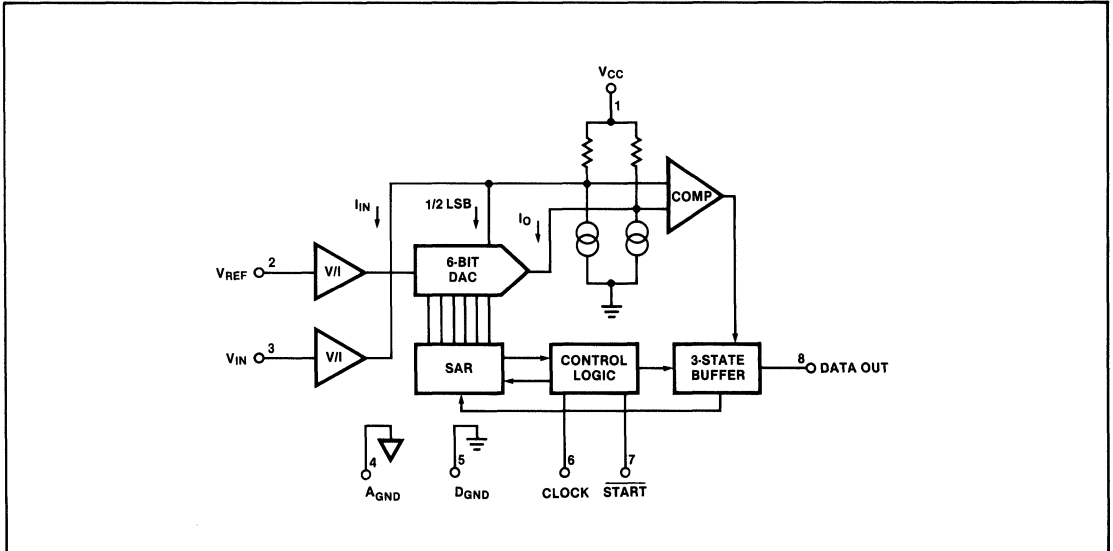 VCC
1
IIN
1/2 LSB
IO
COMP
VREF
2
V/I
6-BIT
DAC
VIN
3
V/I
SAR
CONTROL
LOGIC
3-STATE
BUFFER
8
DATA OUT
4
AGND
5
DGND
6
CLOCK
7
START